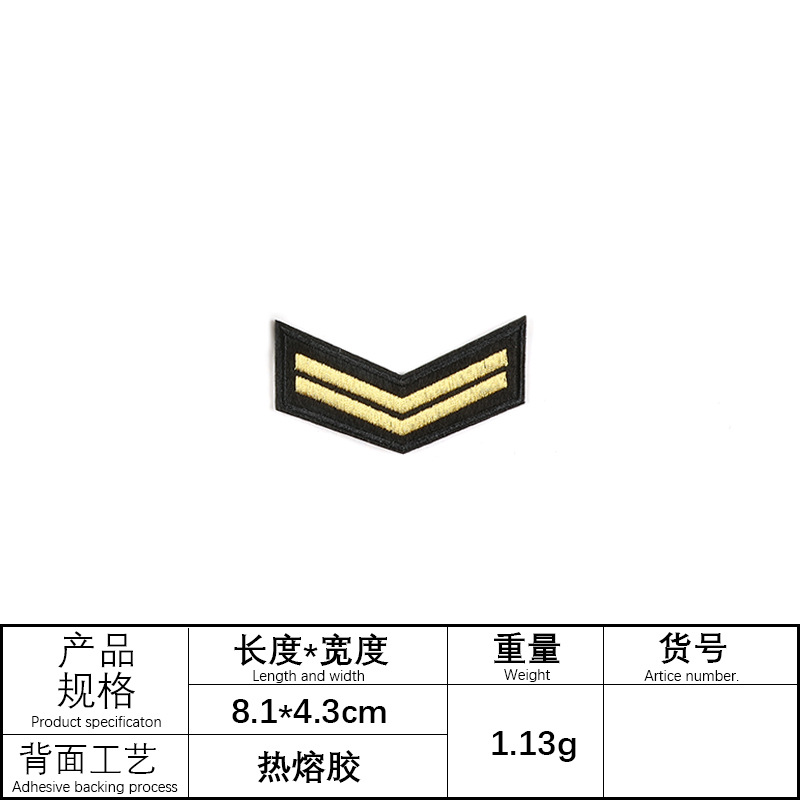 产品
规格
Product specificaton
长度*宽度
Length and width
重量
Weight
货号
Artice number.
8.1*4.3cm
1.13g
背面工艺
Adhesive backing process
热熔胶